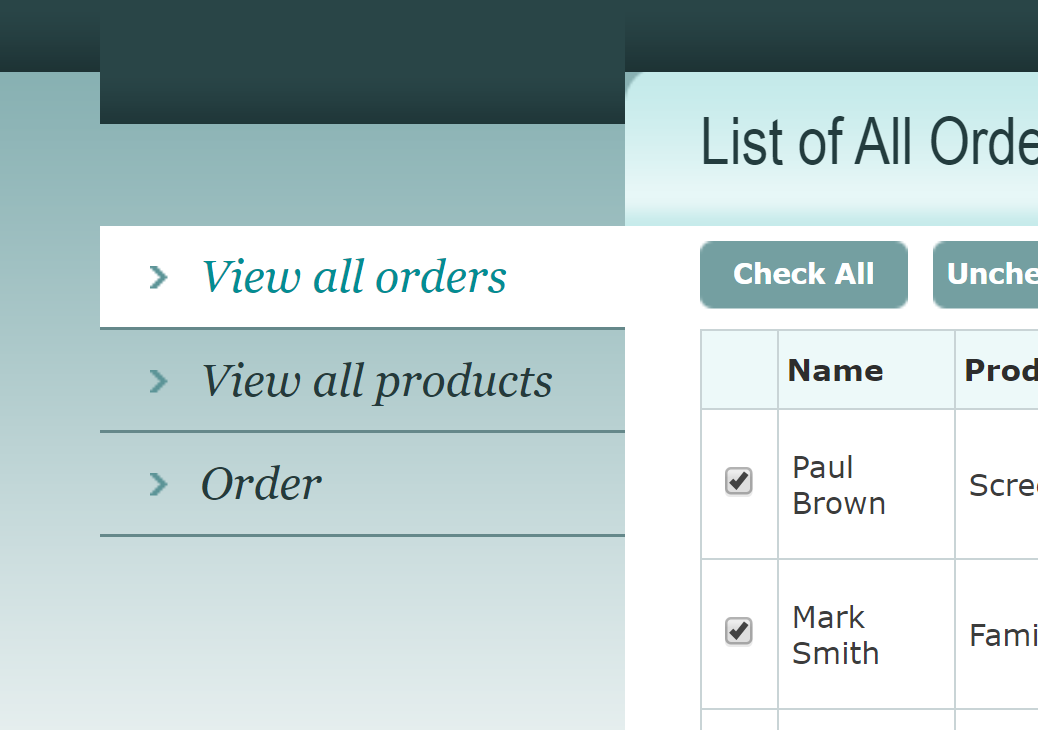 List of All Orde
View all orders
View all products
Order
Check All
Unche
Name
Prod
Paul
Brown
Scree
Mark
Smith
Fami